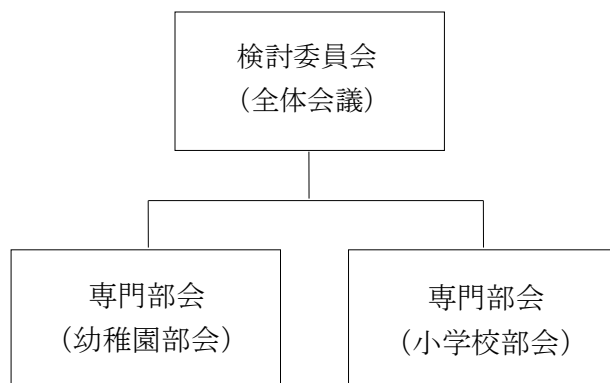 検討委員会
（全体会議）
専門部会
（幼稚園部会）
専門部会
（小学校部会）